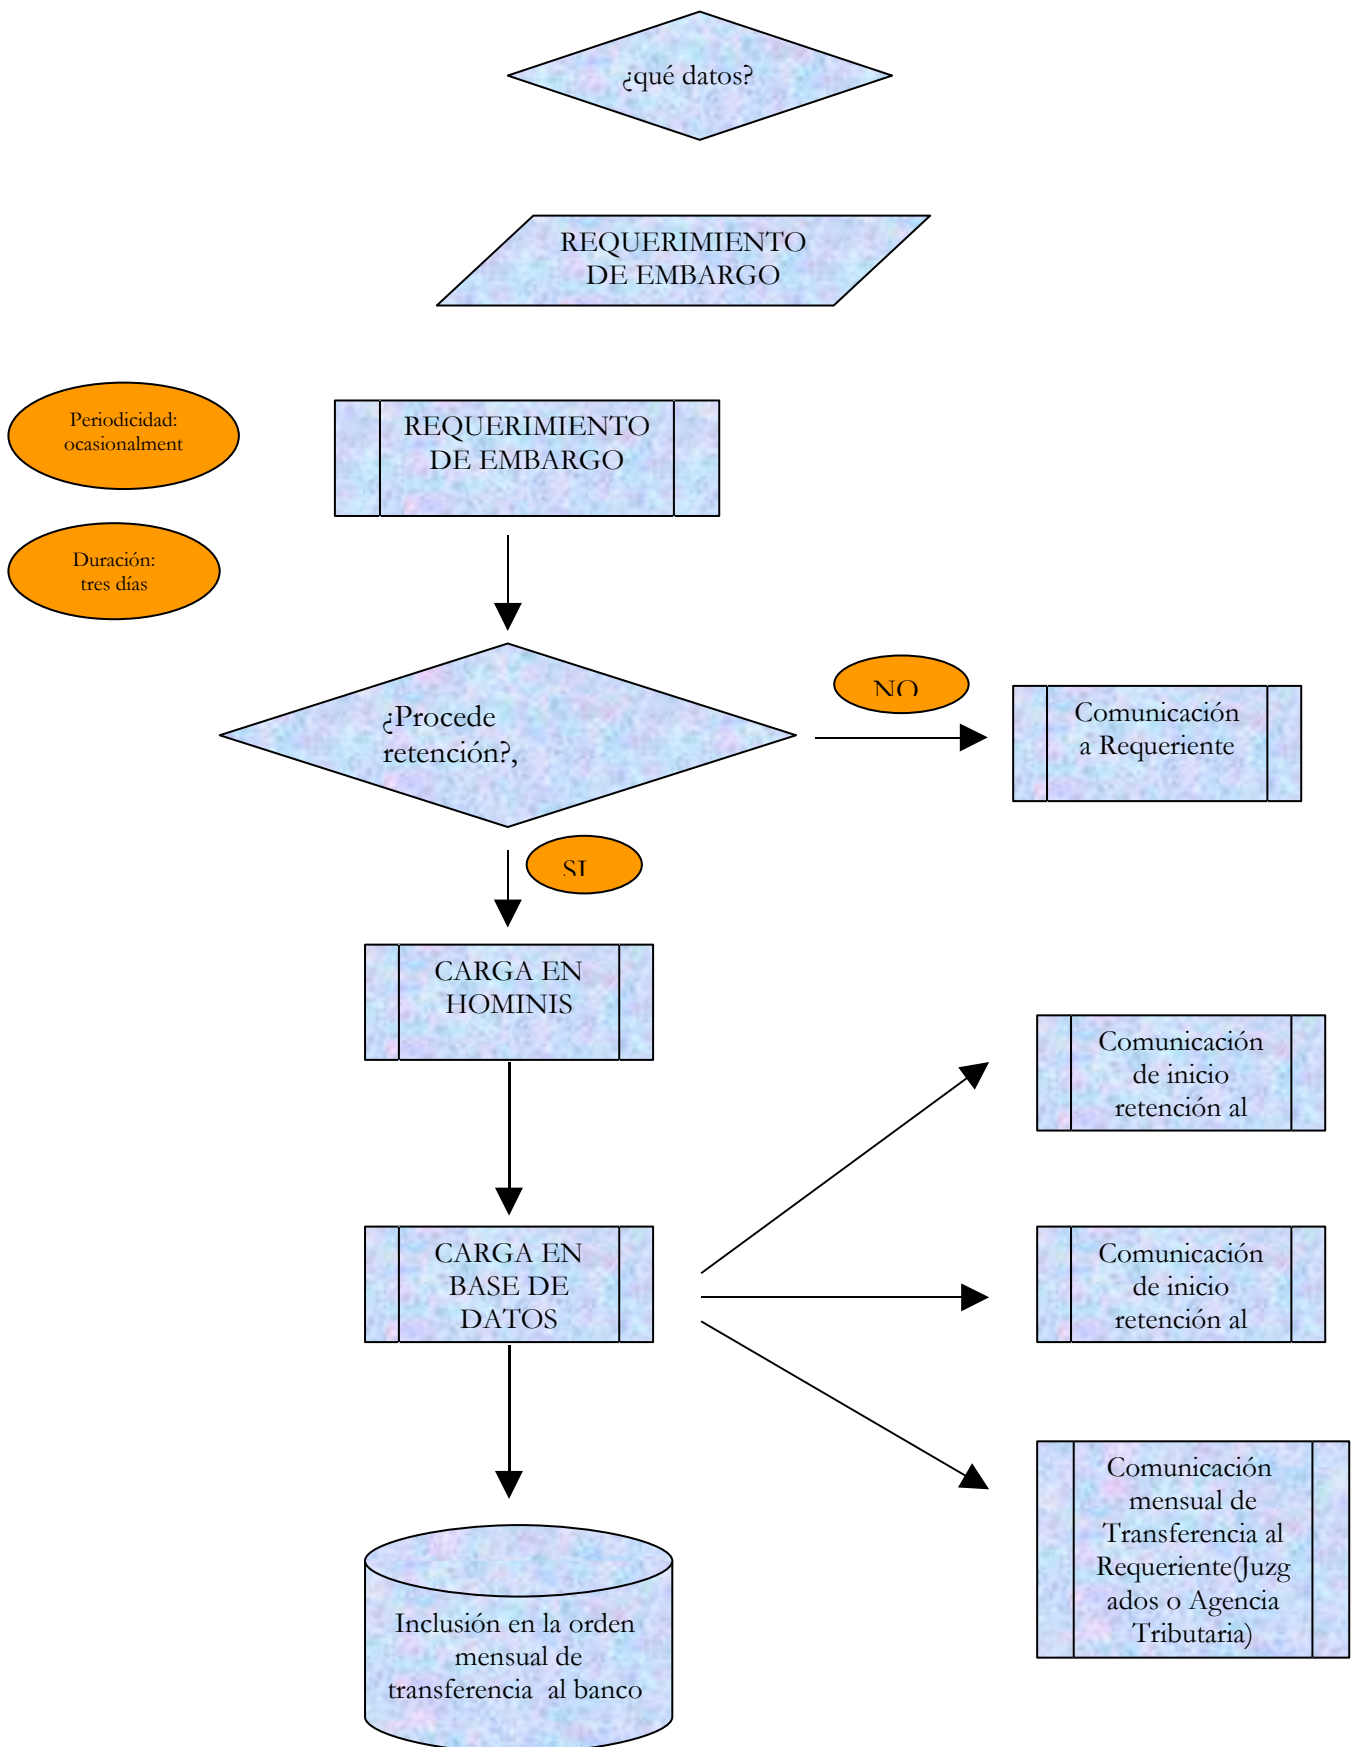 ¿qué datos?
REQUERIMIENTO
DE EMBARGO
Periodicidad:
ocasionalment
REQUERIMIENTO
DE EMBARGO
Duración:
tres días
¿Procede
retención?,
NO
Comunicación
a Requeriente
SI
CARGA EN
HOMINIS
Comunicación
de inicio
retención al
CARGA EN
BASE DE
DATOS
Comunicación
de inicio
retención al
Comunicación
mensual de
Transferencia al
Requeriente(Juzg
ados o Agencia
Tributaria)
Inclusión en la orden
mensual de
transferencia al banco